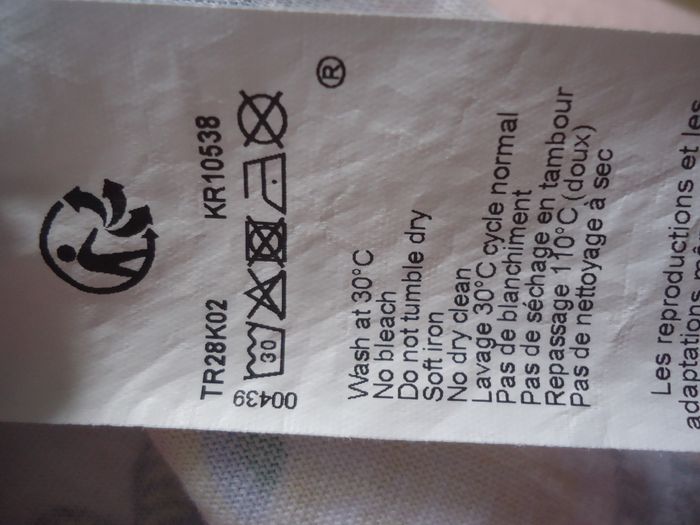 TR28K02 KR10538
30
00439
®
Wash at 30°C
No bleach
Do not tumble dry
Soft iron
No dry clean
Lavage 30°C cycle normal
Pas de blanchiment
Pas de séchage en tambour
Repassage 110°C (doux)
Pas de nettoyage à sec
Les reproductions et les
adaptations